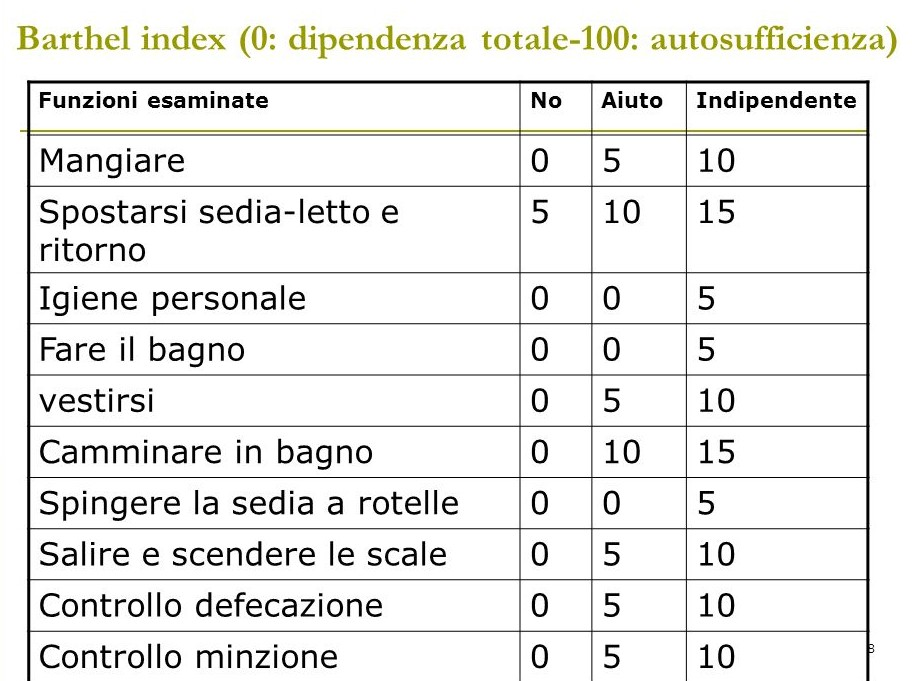 Barthel index (0: dipendenza totale-100: autosufficienza)
Funzioni esaminate No Aiuto Indipendente
Mangiare 0 5 10
Spostarsi sedia-letto e 5 10 15
ritorno
Igiene personale 0 0 5
Fare il bagno 0 0 5
vestirsi 0 5 10
Camminare in bagno 0 10 15
Spingere la sedia a rotelle 0 0 5
Salire e scendere le scale 0 5 10
Controllo defecazione 0 5 10
Controllo minzione 0 5 10